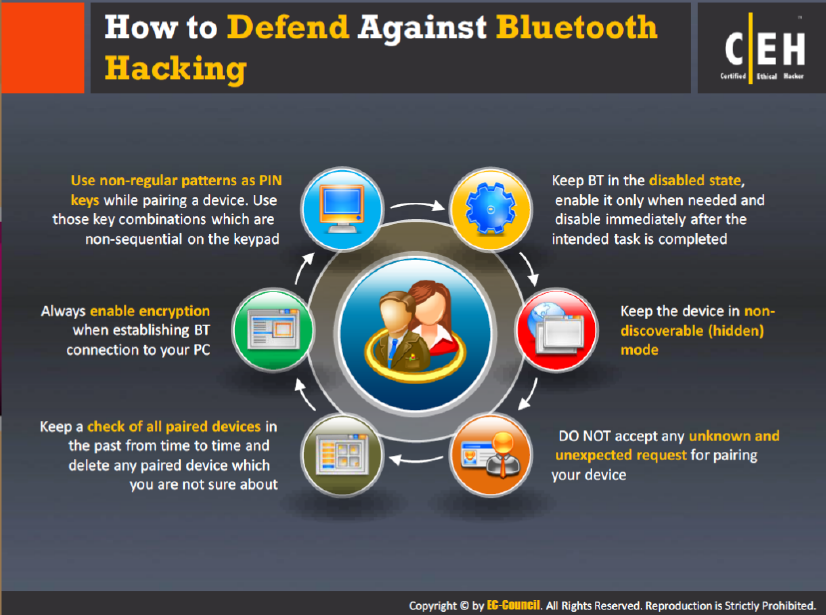 How to Defend Against Bluetooth
Hacking
C|EH
Certified Ethical Hacker
Use non-regular patterns as PIN
keys while pairing a device. Use
those key combinations which are
non-sequential on the keypad
Keep BT in the disabled state,
enable it only when needed and
disable immediately after the
intended task is completed
Always enable encryption
when establishing BT
connection to your PC
Keep the device in non-
discoverable (hidden)
mode
Keep a check of all paired devices in
the past from time to time and
delete any paired device which
you are not sure about
DO NOT accept any unknown and
unexpected request for pairing
your device
Copyright © by EC-Council. All Rights Reserved. Reproduction is Strictly Prohibited.